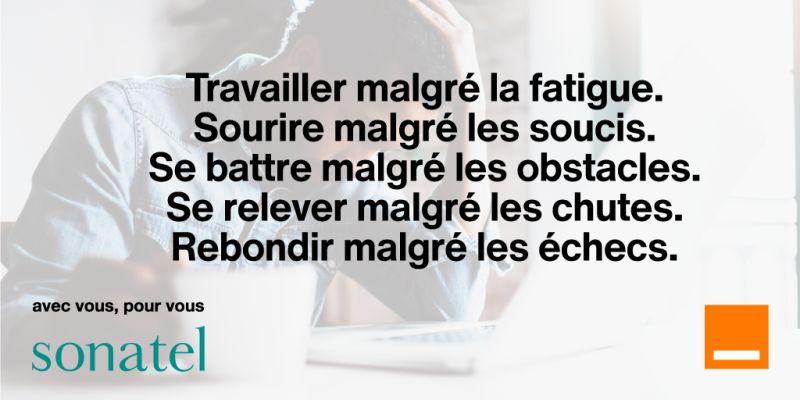 Travailler malgré la fatigue.
Sourire malgré les soucis.
Se battre malgré les obstacles.
Se relever malgré les chutes.
Rebondir malgré les échecs.
avec vous, pour vous
sonatel